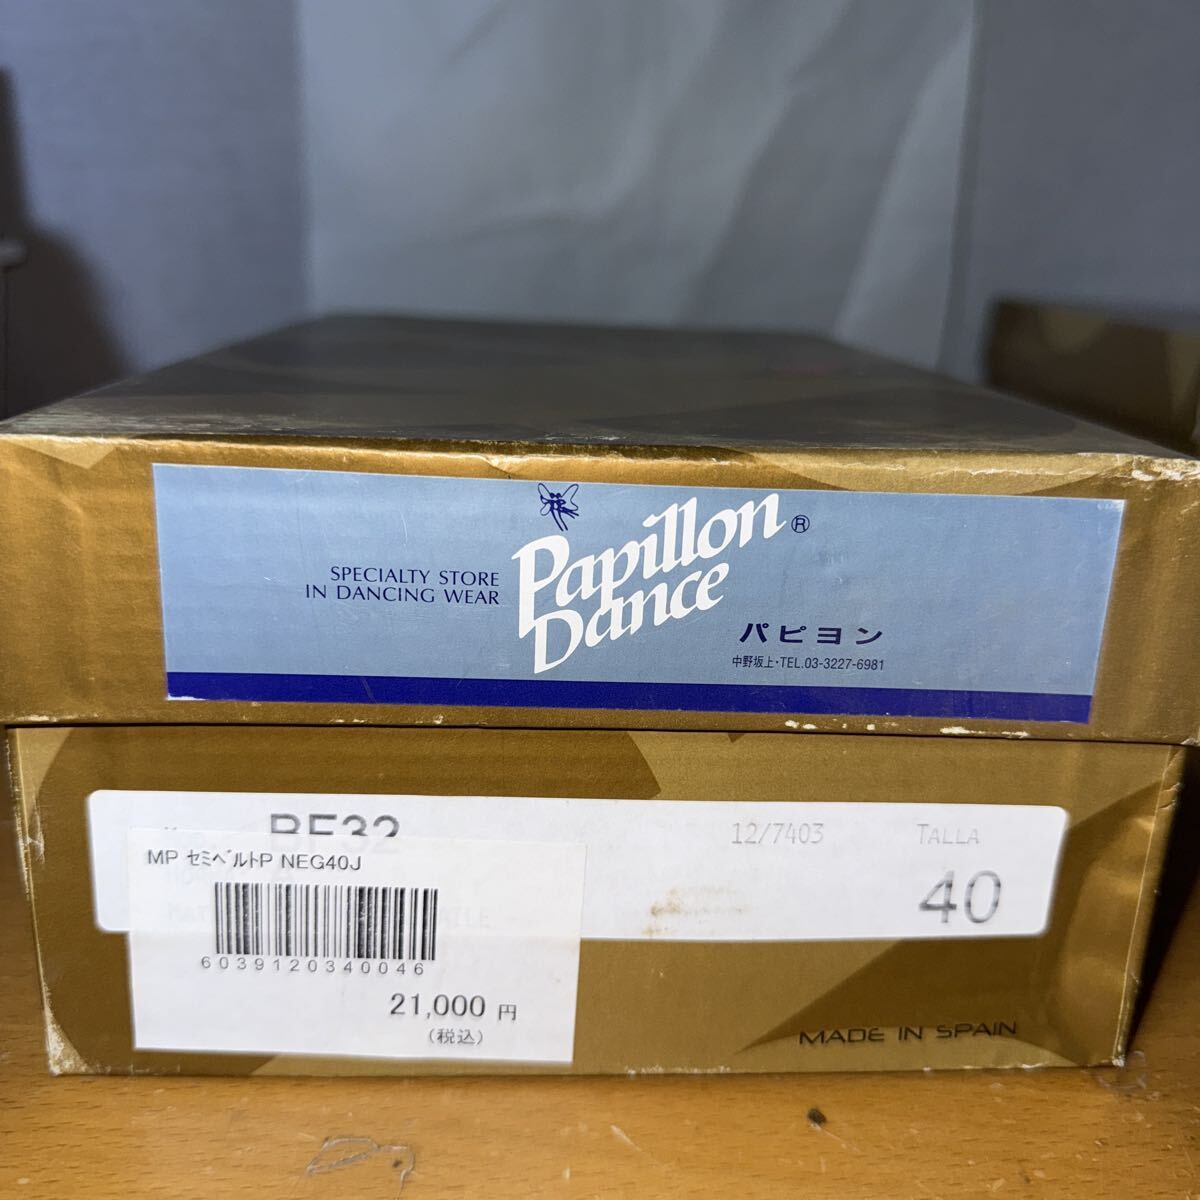 Papillon®
Dance
SPECIALTY STORE
IN DANCING WEAR
パピヨン
中野坂上・TEL.03-3227-6981
BF32
12/7403
TALLA
40
MP ｾﾐﾍﾞﾙﾄP NEG40J
6039120340046
21,000 円
(税込)
MADE IN SPAIN